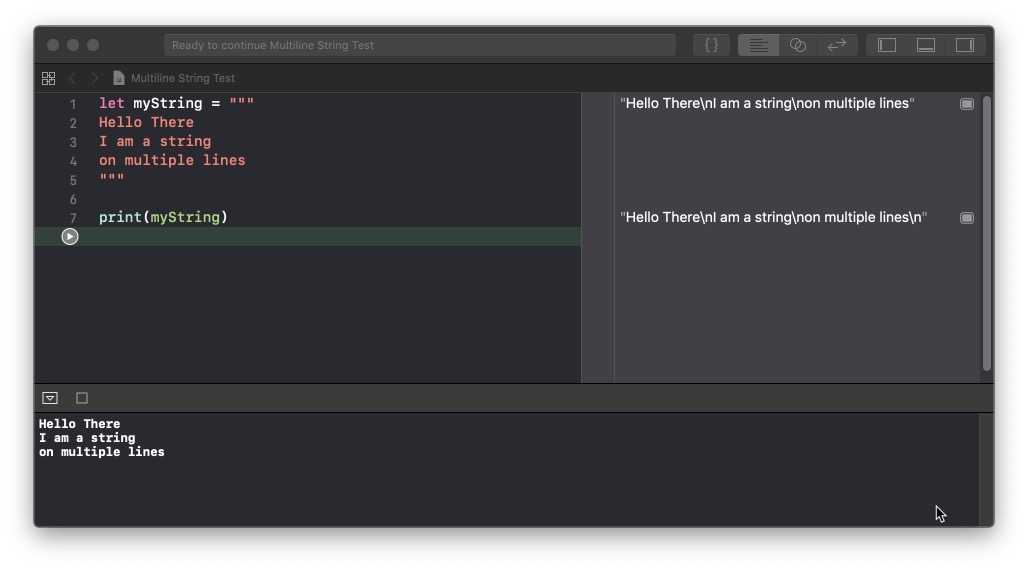 Ready to continue Multiline String Test
{}
Multiline String Test
1 let myString = """
2 Hello There
3 I am a string
4 on multiple lines
5 """
6
7 print(myString)
"Hello There\nI am a string\non multiple lines"
"Hello There\nI am a string\non multiple lines\n"
Hello There
I am a string
on multiple lines